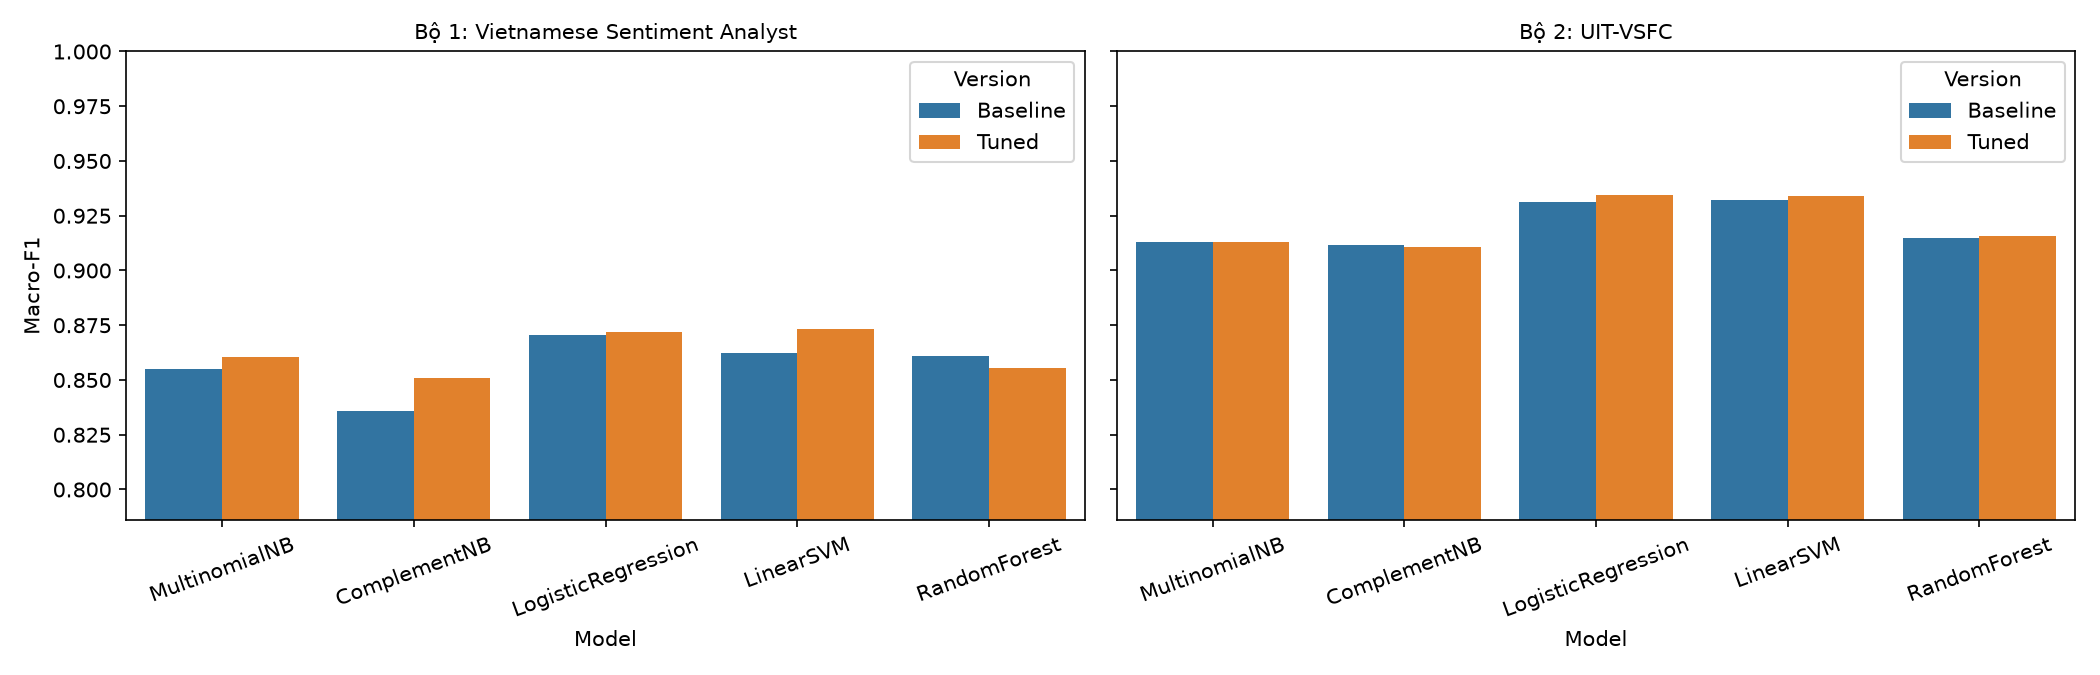 Bộ 1: Vietnamese Sentiment Analyst
Macro-F1
1.000
0.975
0.950
0.925
0.900
0.875
0.850
0.825
0.800
Version
Baseline
Tuned
MultinomialNB
ComplementNB
LogisticRegression
LinearSVM
RandomForest
Model
Bộ 2: UIT-VSFC
Version
Baseline
Tuned
MultinomialNB
ComplementNB
LogisticRegression
LinearSVM
RandomForest
Model